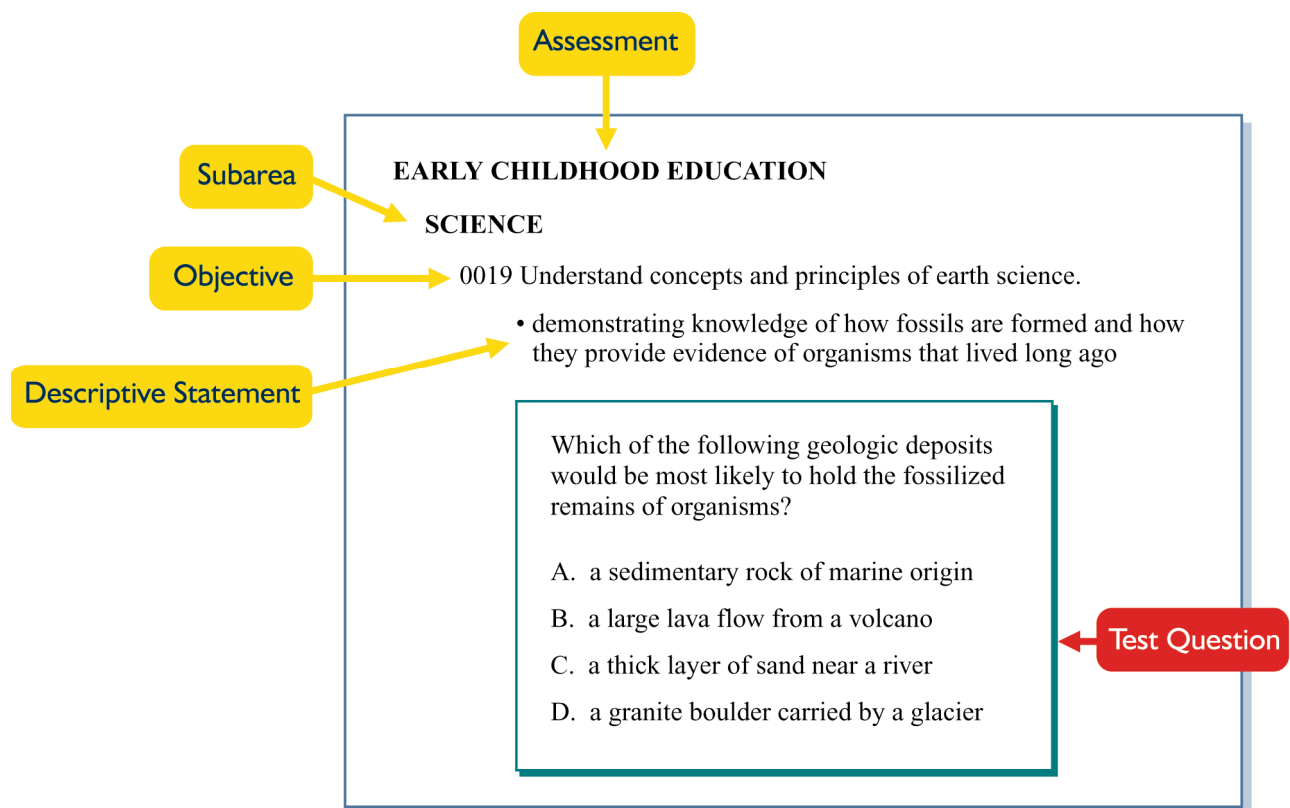 Assessment
EARLY CHILDHOOD EDUCATION
Subarea
SCIENCE
Objective
0019 Understand concepts and principles of earth science.
• demonstrating knowledge of how fossils are formed and how
they provide evidence of organisms that lived long ago
Descriptive Statement
Which of the following geologic deposits
would be most likely to hold the fossilized
remains of organisms?
A. a sedimentary rock of marine origin
B. a large lava flow from a volcano
C. a thick layer of sand near a river
D. a granite boulder carried by a glacier
Test Question